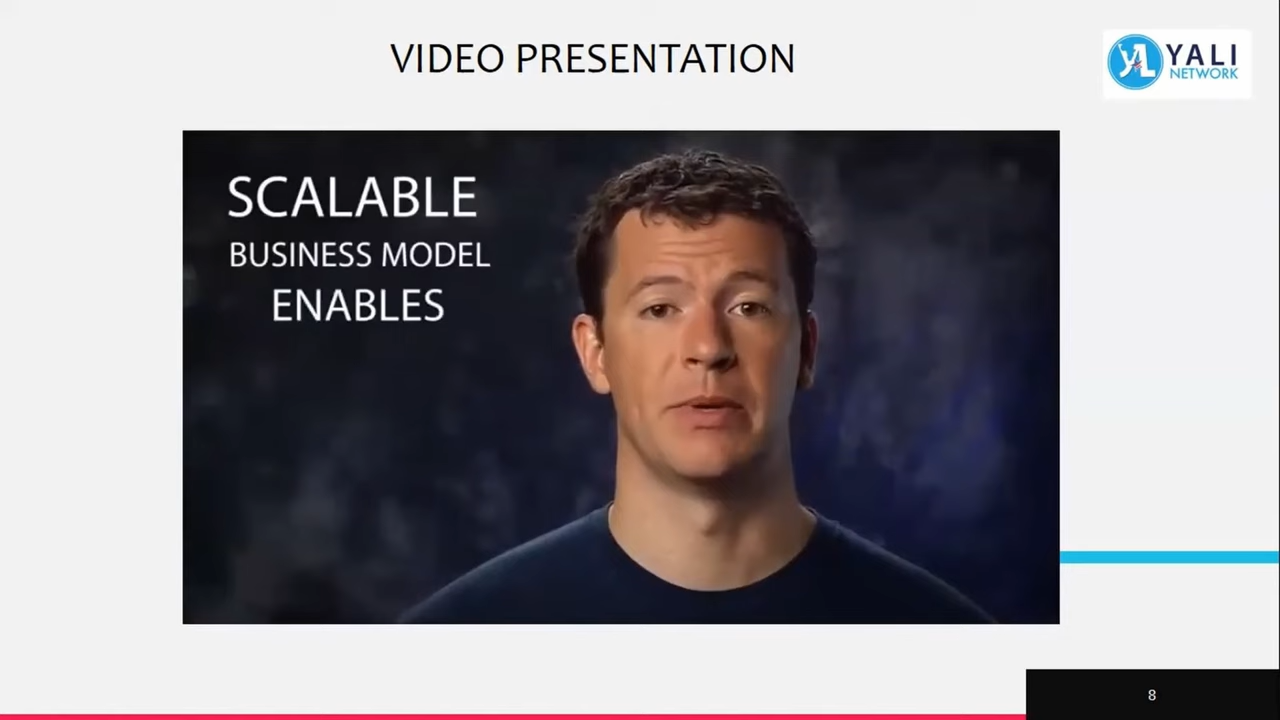 VIDEO PRESENTATION
YALI
NETWORK
SCALABLE
BUSINESS MODEL
ENABLES
8